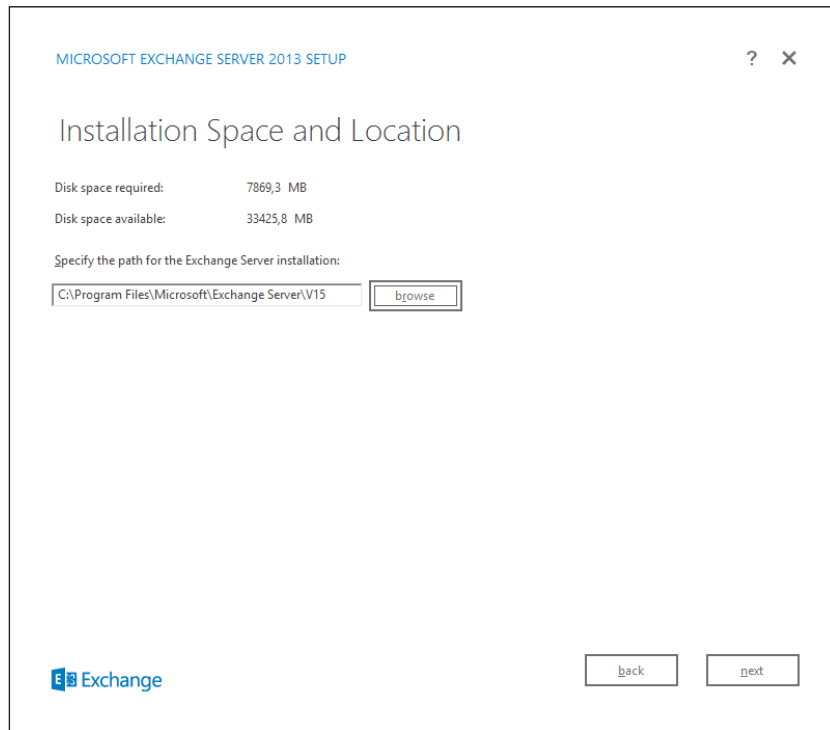 MICROSOFT EXCHANGE SERVER 2013 SETUP ? ✕
Installation Space and Location
Disk space required: 7869,3 MB
Disk space available: 33425,8 MB
Specify the path for the Exchange Server installation:
C:\Program Files\Microsoft\Exchange Server\V15 browse
Exchange back next